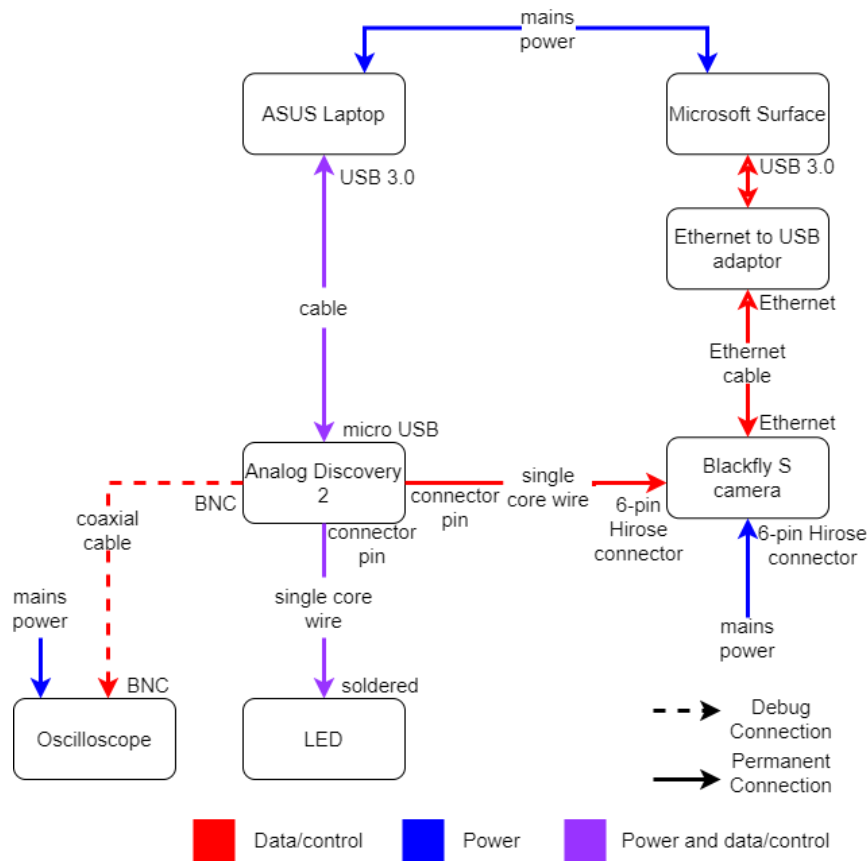 mains
power
ASUS Laptop
Microsoft Surface
USB 3.0
USB 3.0
Ethernet to USB
adaptor
cable
Ethernet
Ethernet
cable
micro USB
Ethernet
Analog Discovery
2
Blackfly S
camera
BNC
connector
pin
single
core wire
6-pin
Hirose
connector
6-pin Hirose
connector
coaxial
cable
connector
pin
mains
power
single core
wire
mains
power
BNC
soldered
Oscilloscope
LED
Debug
Connection
Permanent
Connection
Data/control
Power
Power and data/control